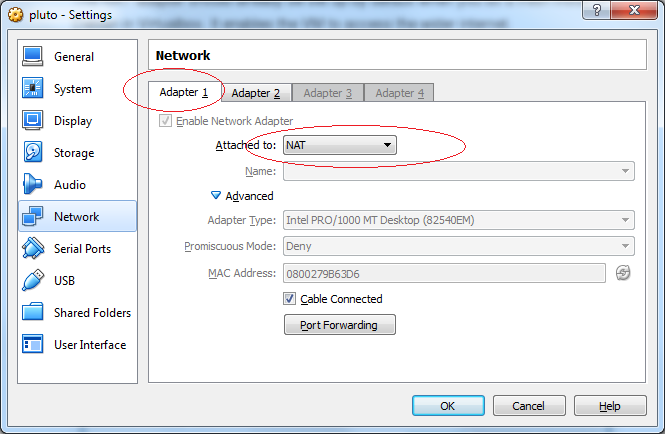 pluto - Settings
General
System
Display
Storage
Audio
Network
Serial Ports
USB
Shared Folders
User Interface
Network
Adapter 1 Adapter 2 Adapter 3 Adapter 4
Enable Network Adapter
Attached to: NAT
Name:
Advanced
Adapter Type: Intel PRO/1000 MT Desktop (82540EM)
Promiscuous Mode: Deny
MAC Address: 0800279B63D6
Cable Connected
Port Forwarding
OK Cancel Help